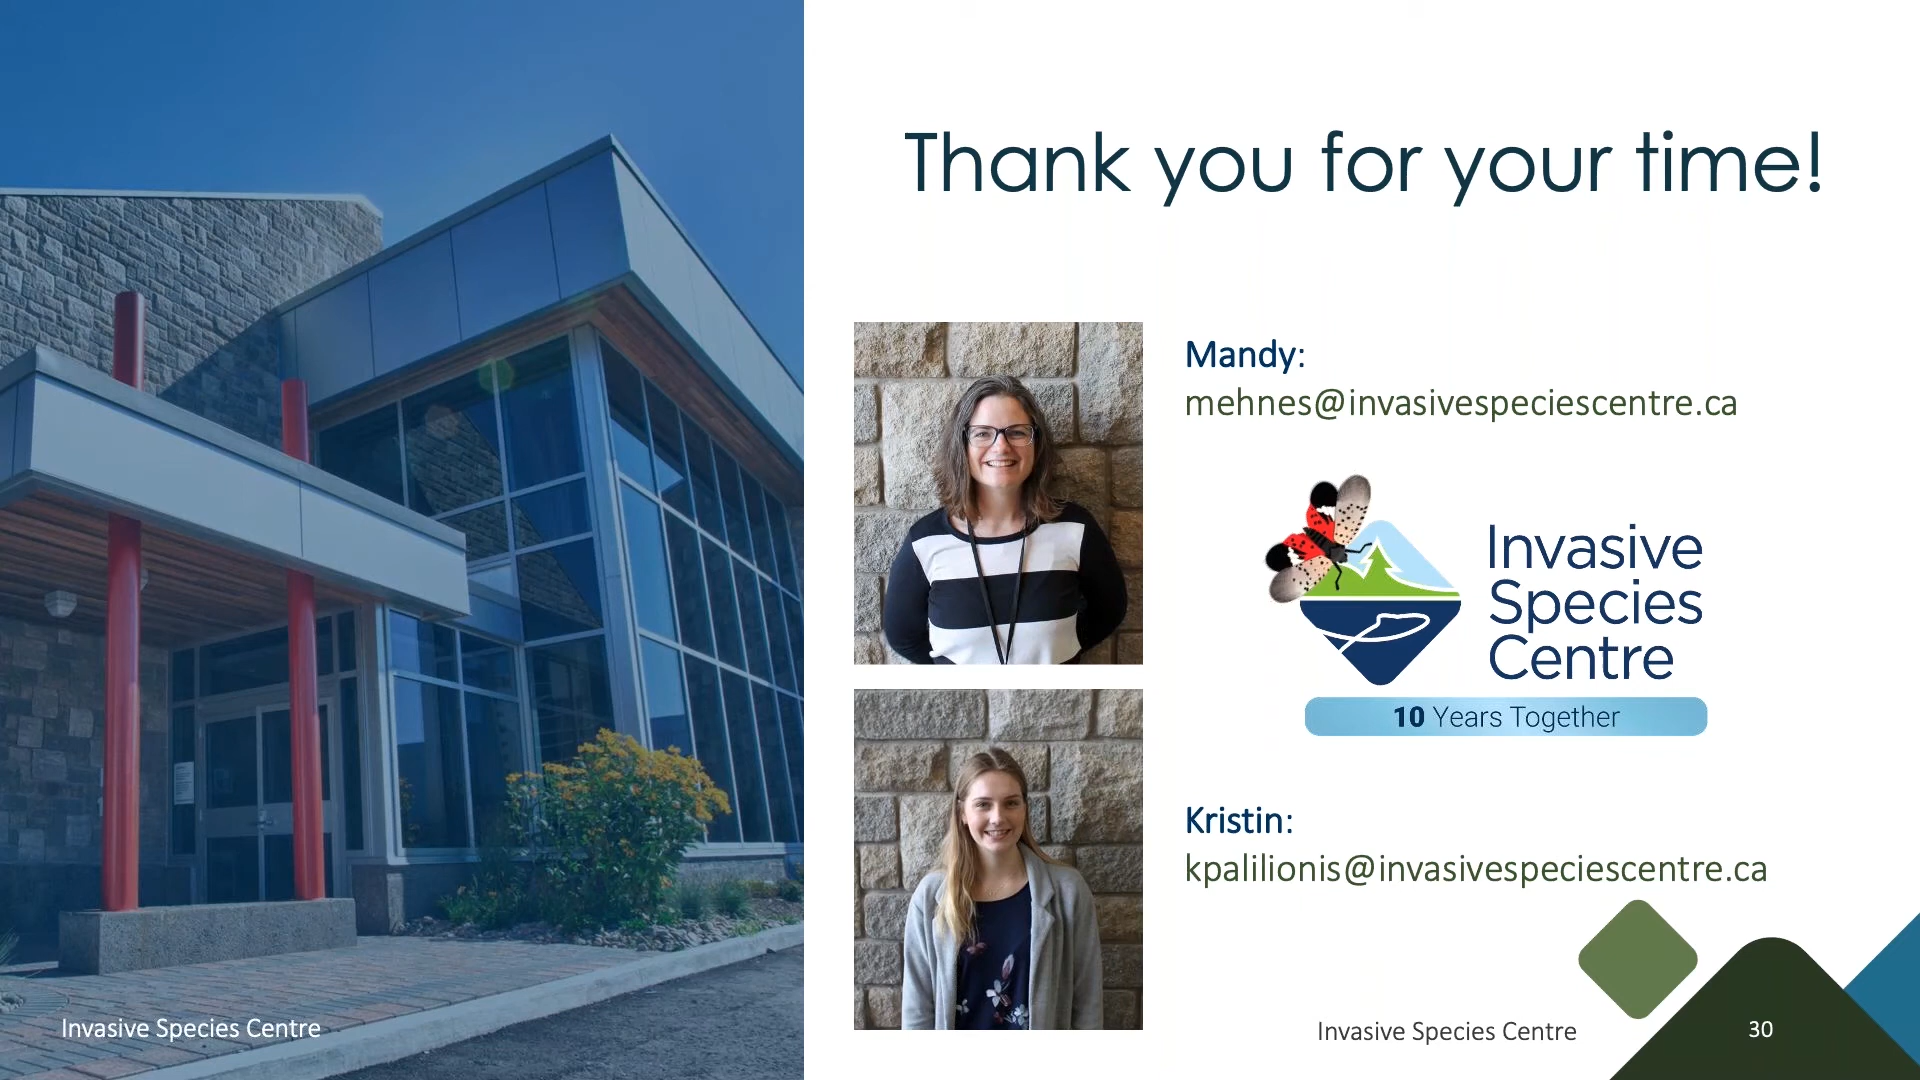 Thank you for your time!
Mandy:
mehnes@invasivespeciescentre.ca
Invasive
Species
Centre
10 Years Together
Kristin:
kpalilionis@invasivespeciescentre.ca
Invasive Species Centre
Invasive Species Centre
30